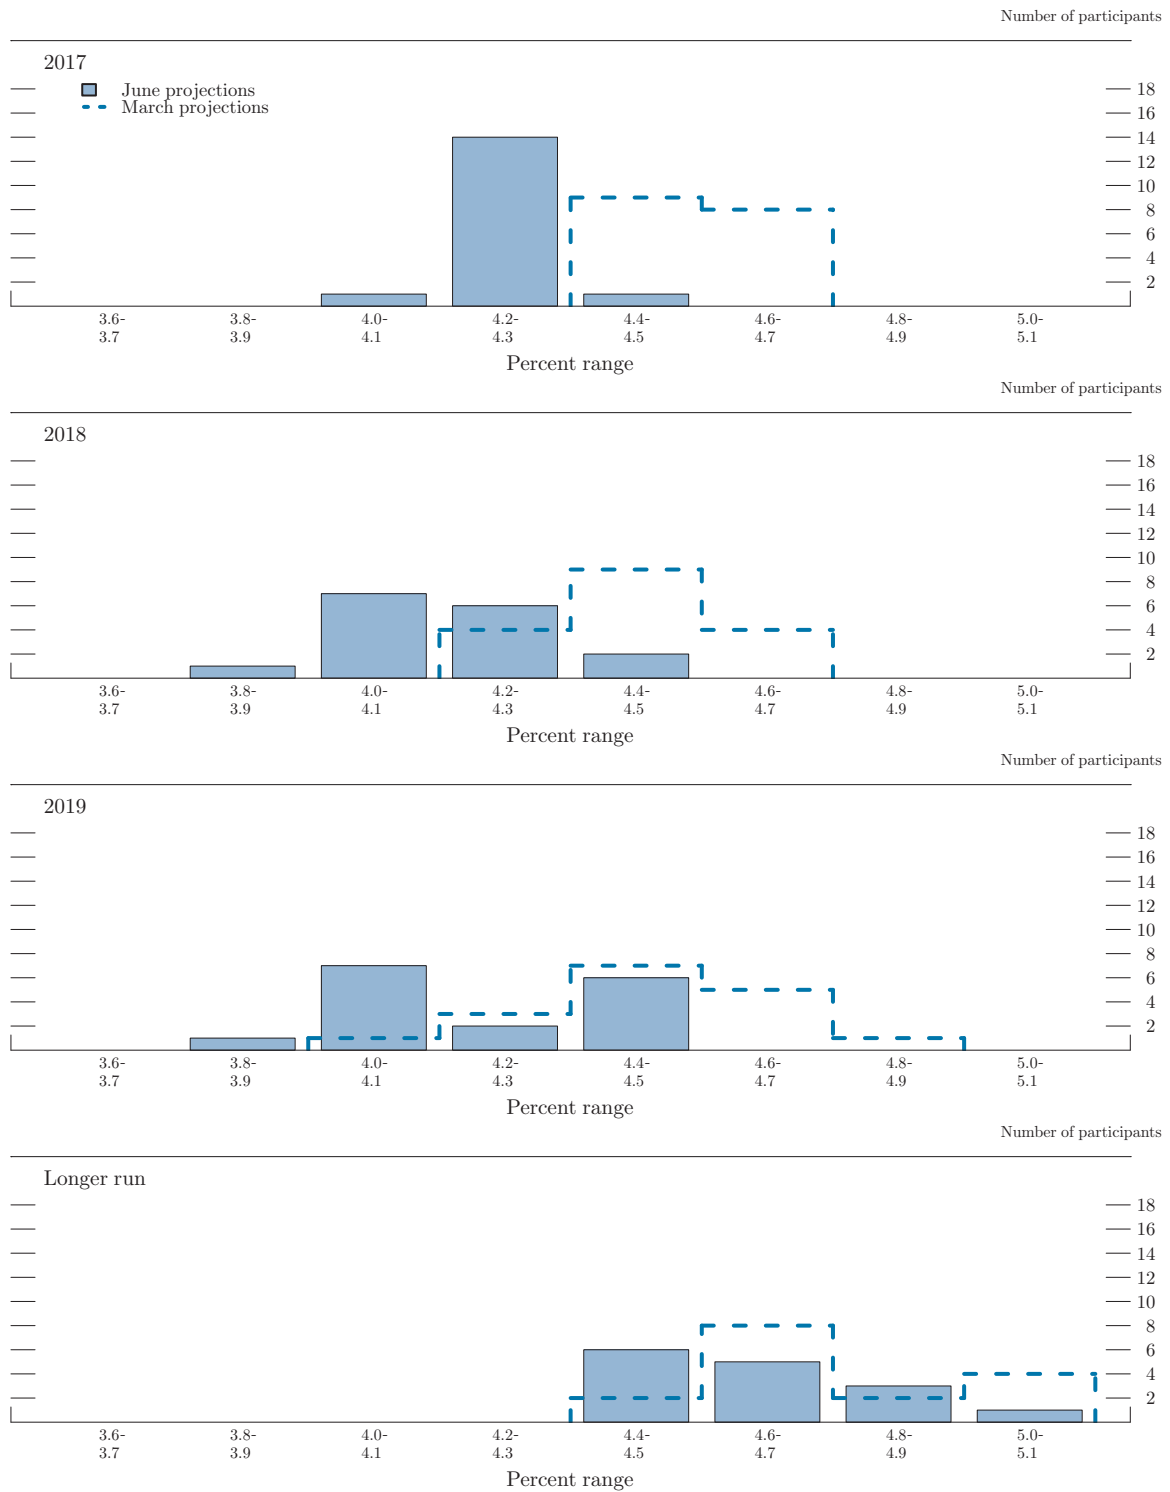 Number of participants
2017
June projections
March projections
18
16
14
12
10
8
6
4
2
3.6- 3.8- 4.0- 4.2- 4.4- 4.6- 4.8- 5.0-
3.7 3.9 4.1 4.3 4.5 4.7 4.9 5.1
Percent range
Number of participants
2018
18
16
14
12
10
8
6
4
2
3.6- 3.8- 4.0- 4.2- 4.4- 4.6- 4.8- 5.0-
3.7 3.9 4.1 4.3 4.5 4.7 4.9 5.1
Percent range
Number of participants
2019
18
16
14
12
10
8
6
4
2
3.6- 3.8- 4.0- 4.2- 4.4- 4.6- 4.8- 5.0-
3.7 3.9 4.1 4.3 4.5 4.7 4.9 5.1
Percent range
Number of participants
Longer run
18
16
14
12
10
8
6
4
2
3.6- 3.8- 4.0- 4.2- 4.4- 4.6- 4.8- 5.0-
3.7 3.9 4.1 4.3 4.5 4.7 4.9 5.1
Percent range